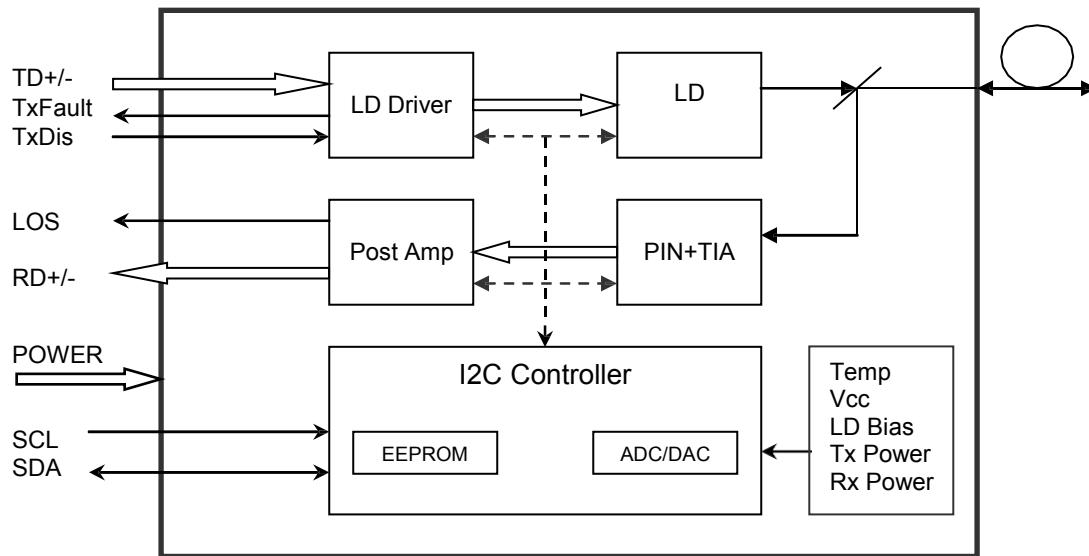 TD+/-
TxFault
TxDis
LD Driver
LD
LOS
RD+/-
Post Amp
PIN+TIA
POWER
SCL
SDA
I2C Controller
EEPROM
ADC/DAC
Temp
Vcc
LD Bias
Tx Power
Rx Power